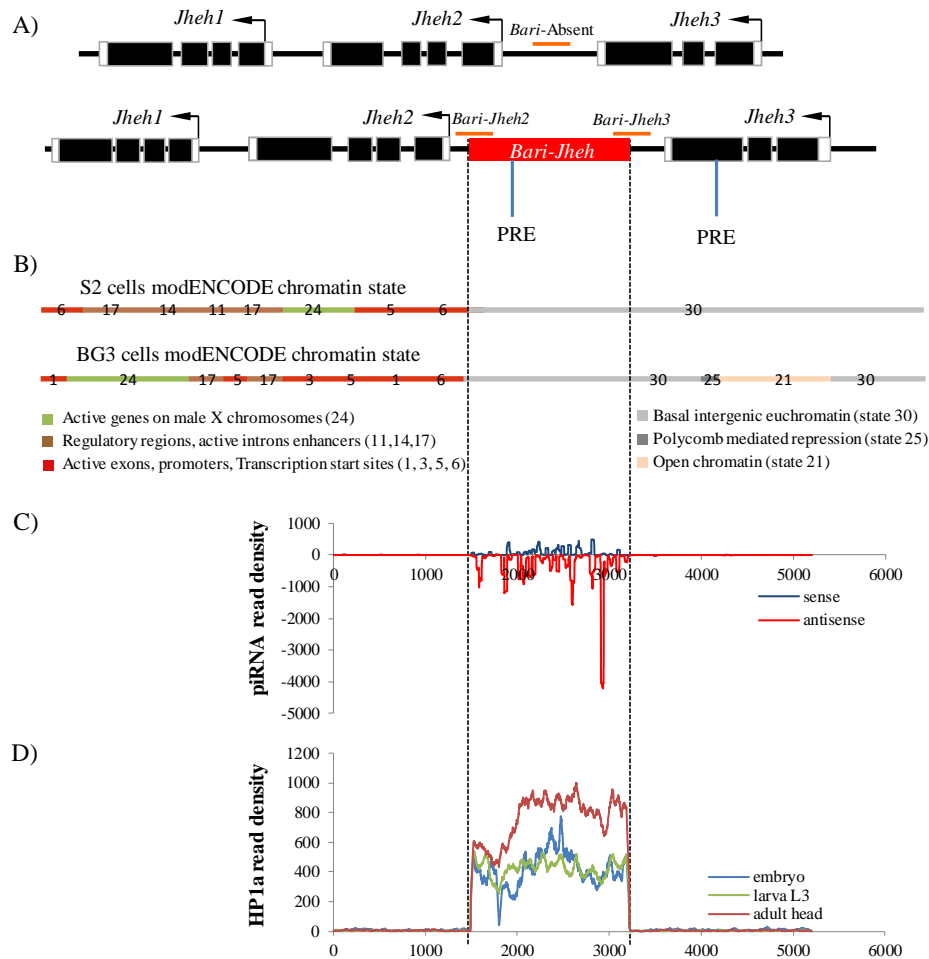 A)
Jheh1
Jheh2
Bari-Absent
Jheh3
Jheh1
Jheh2
Bari-Jheh2
Bari-Jheh3
Jheh3
Bari-Jheh
PRE
PRE
B)
S2 cells modENCODE chromatin state
6 17 14 11 17 24 5 6 30
BG3 cells modENCODE chromatin state
1 24 17 5 17 3 5 1 6 30 25 21 30
Active genes on male X chromosomes (24)
Regulatory regions, active introns enhancers (11,14,17)
Active exons, promoters, Transcription start sites (1, 3, 5, 6)
Basal intergenic euchromatin (state 30)
Polycomb mediated repression (state 25)
Open chromatin (state 21)
C)
piRNA read density
1000
0
-1000
-2000
-3000
-4000
-5000
0 1000 2000 3000 4000 5000 6000
sense
antisense
D)
HP1a read density
1200
1000
800
600
400
200
0
0 1000 2000 3000 4000 5000 6000
embryo
larva L3
adult head